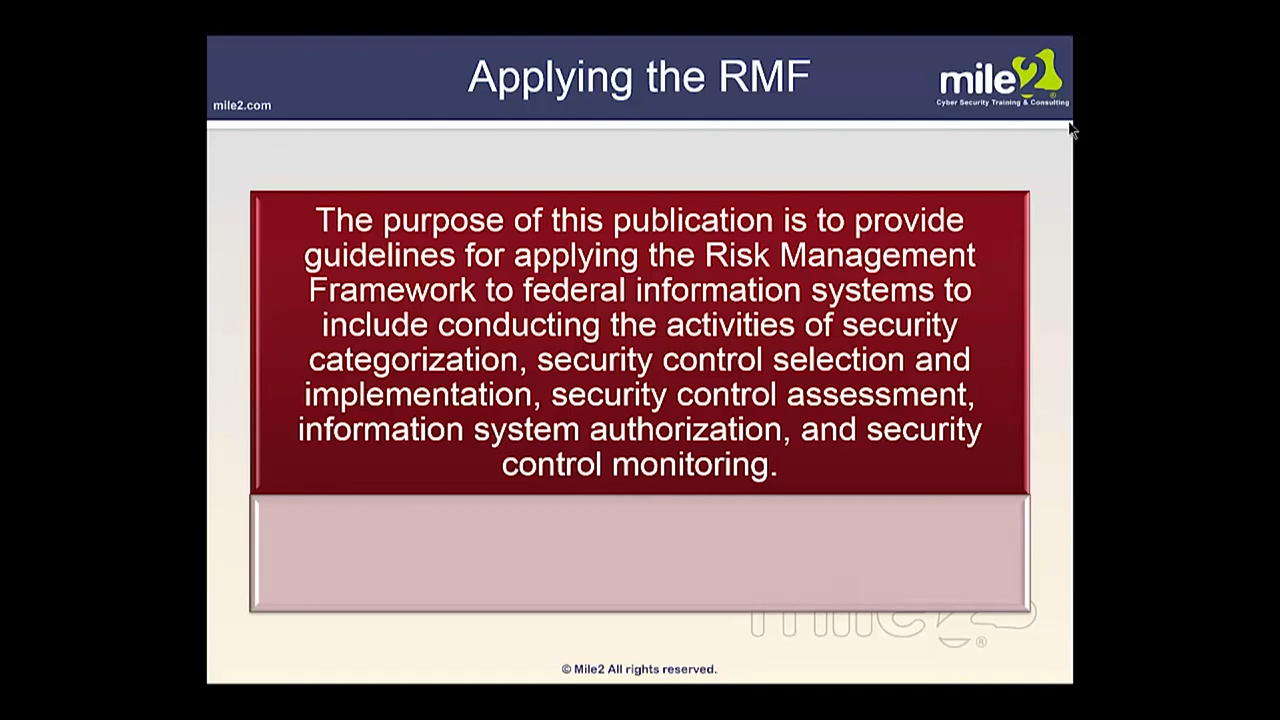 Applying the RMF
mile2
Cyber Security Training & Consulting
mile2.com
The purpose of this publication is to provide
guidelines for applying the Risk Management
Framework to federal information systems to
include conducting the activities of security
categorization, security control selection and
implementation, security control assessment,
information system authorization, and security
control monitoring.
mile2®
© Mile2 All rights reserved.